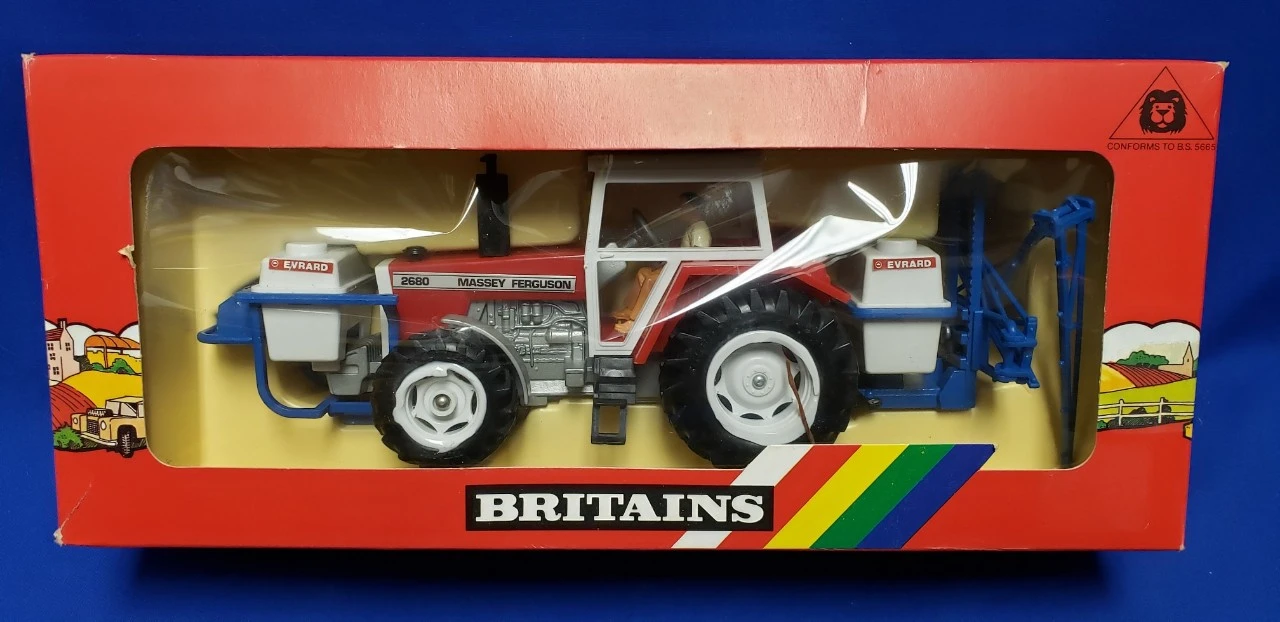 CONFORMS TO B.S. 5665
EVRARD
2680 MASSEY FERGUSON
EVRARD
BRITAINS